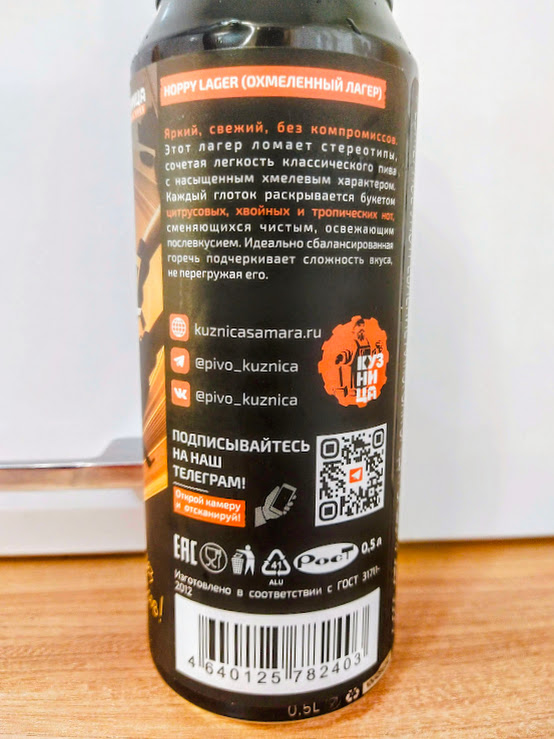 HOPPY LAGER (ОХМЕЛЕННЫЙ ЛАГЕР)
Яркий, свежий, без компромиссов.
Этот лагер ломает стереотипы,
сочетая легкость классического пива
с насыщенным хмелевым характером.
Каждый глоток раскрывается букетом
цитрусовых, хвойных и тропических нот,
сменяющихся чистым, освежающим
послевкусием. Идеально сбалансированная
горечь подчеркивает сложность вкуса,
не перегружая его.
kuznicasamara.ru
@pivo_kuznica
@pivo_kuznica
КУЗ
НИ
ЦА
ПОДПИСЫВАЙТЕСЬ
НА НАШ
ТЕЛЕГРАМ!
Открой камеру
и отсканируй!
EAC
41
ALU
РОСТ
0,5 л
Изготовлено в соответствии с ГОСТ 31711-
2012
4 640125 782403
0,5L